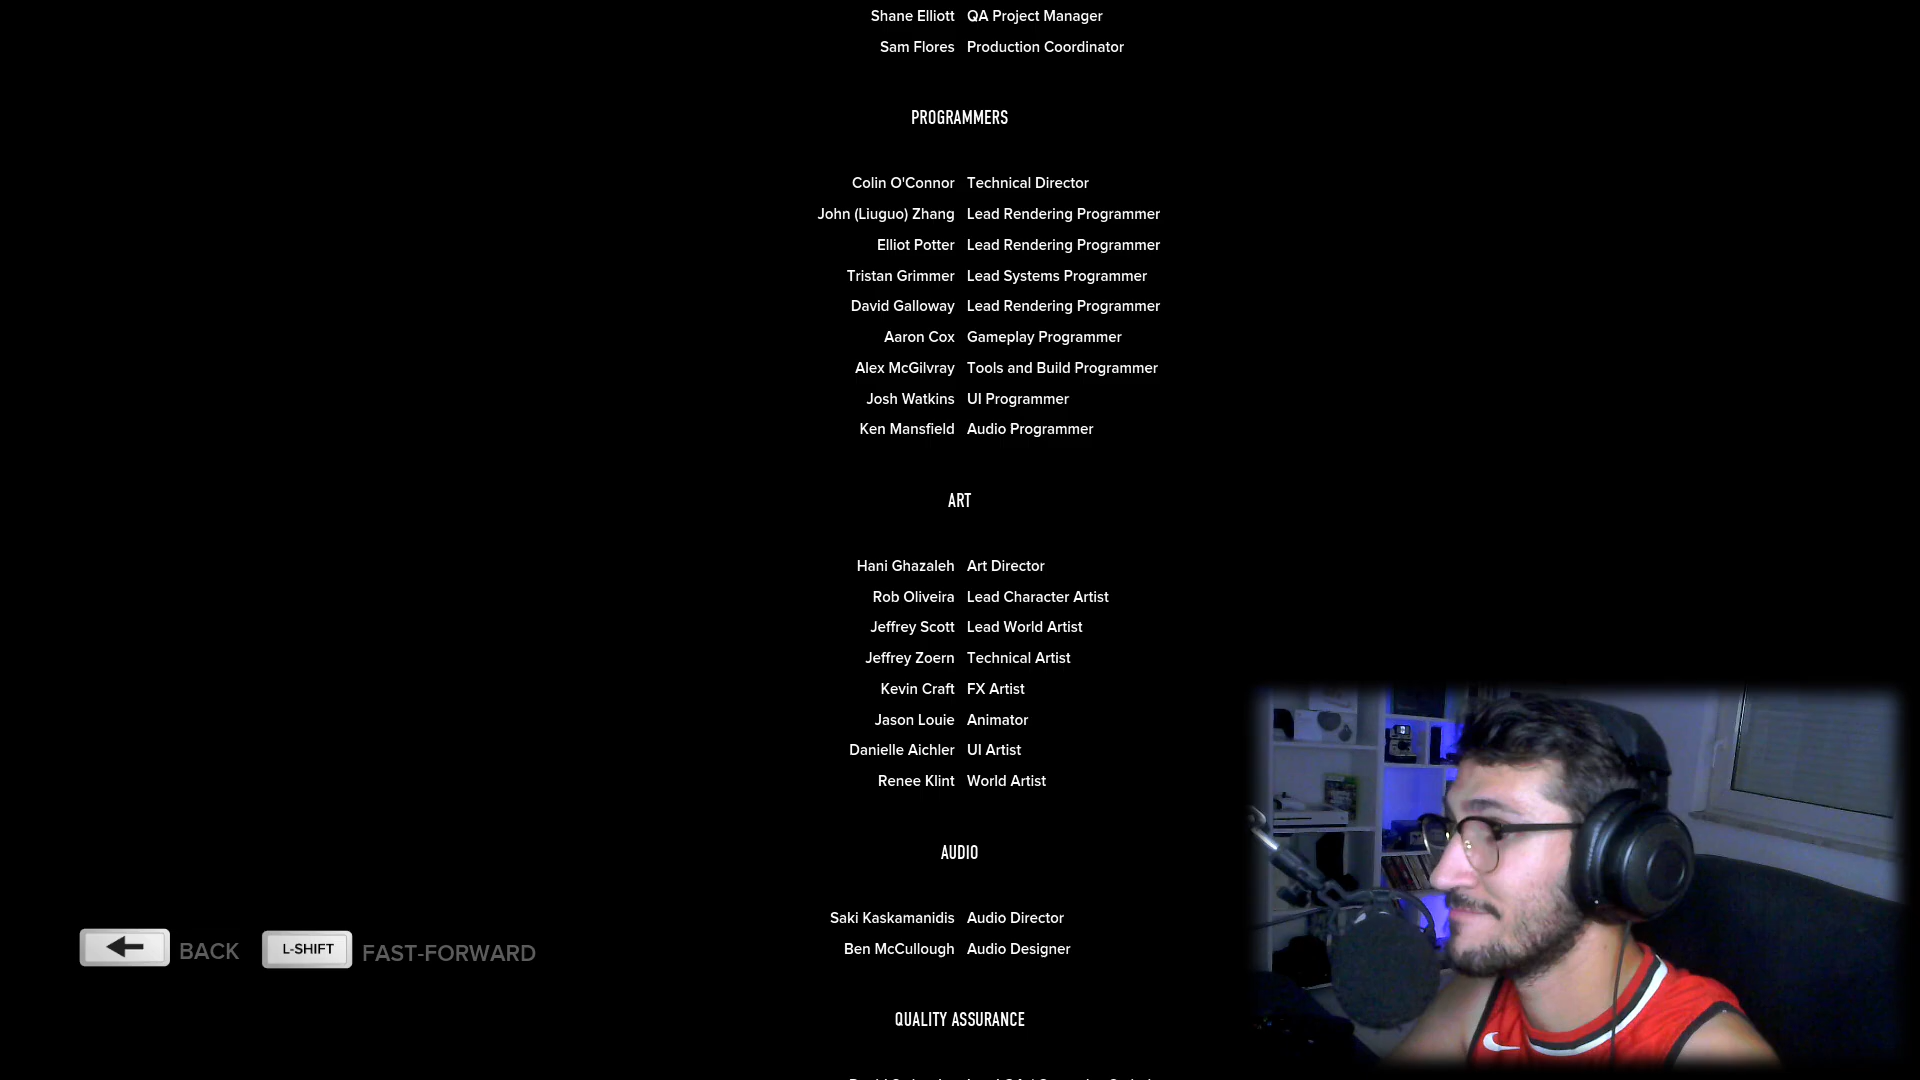 Shane Elliott QA Project Manager
Sam Flores Production Coordinator
PROGRAMMERS
Colin O'Connor Technical Director
John (Liuguo) Zhang Lead Rendering Programmer
Elliot Potter Lead Rendering Programmer
Tristan Grimmer Lead Systems Programmer
David Galloway Lead Rendering Programmer
Aaron Cox Gameplay Programmer
Alex McGilvray Tools and Build Programmer
Josh Watkins UI Programmer
Ken Mansfield Audio Programmer
ART
Hani Ghazaleh Art Director
Rob Oliveira Lead Character Artist
Jeffrey Scott Lead World Artist
Jeffrey Zoern Technical Artist
Kevin Craft FX Artist
Jason Louie Animator
Danielle Aichler UI Artist
Renee Klint World Artist
AUDIO
Saki Kaskamanidis Audio Director
Ben McCullough Audio Designer
BACK L-SHIFT FAST-FORWARD
QUALITY ASSURANCE